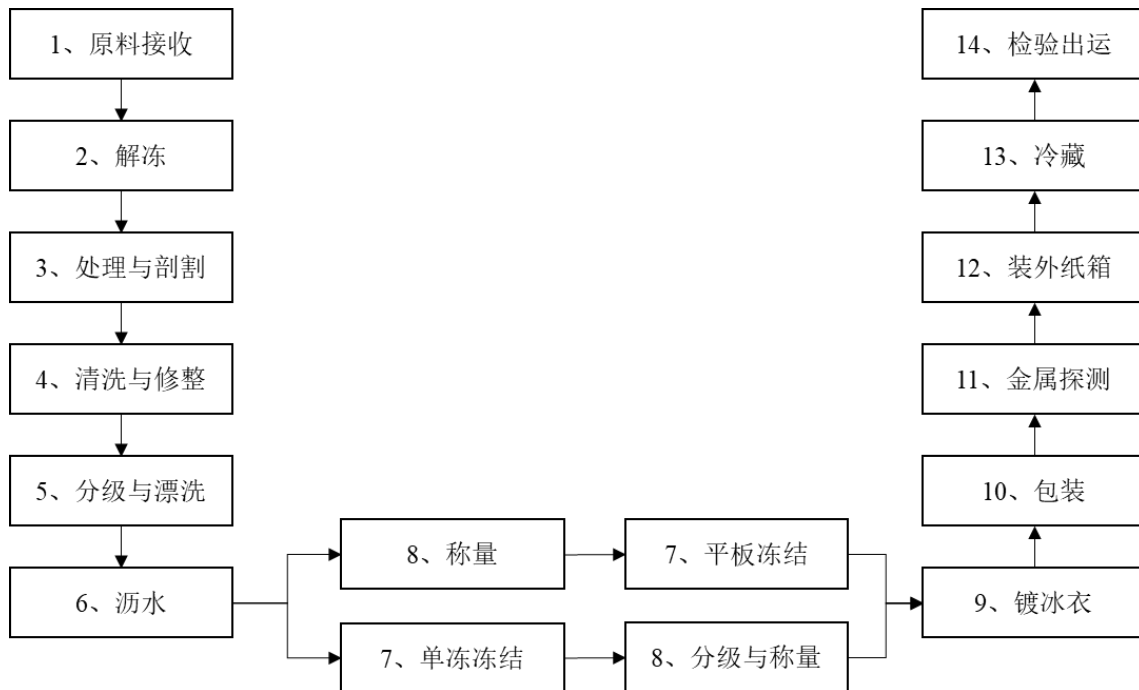 1、原料接收
2、解冻
3、处理与剖割
4、清洗与修整
5、分级与漂洗
6、沥水
8、称量
7、平板冻结
7、单冻冻结
8、分级与称量
9、镀冰衣
10、包装
11、金属探测
12、装外纸箱
13、冷藏
14、检验出运